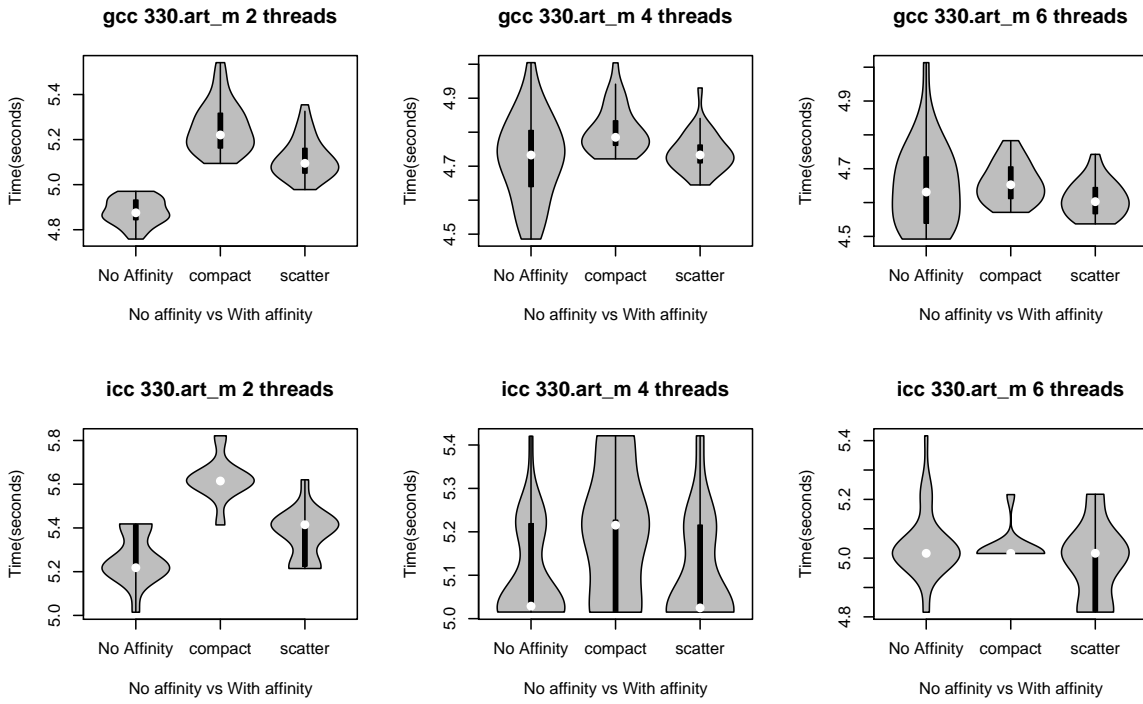 gcc 330.art_m 2 threads
Time(seconds)
5.4
5.2
5.0
4.8
No Affinity compact scatter
No affinity vs With affinity
gcc 330.art_m 4 threads
Time(seconds)
4.9
4.7
4.5
No Affinity compact scatter
No affinity vs With affinity
gcc 330.art_m 6 threads
Time(seconds)
4.9
4.7
4.5
No Affinity compact scatter
No affinity vs With affinity
icc 330.art_m 2 threads
Time(seconds)
5.8
5.6
5.4
5.2
5.0
No Affinity compact scatter
No affinity vs With affinity
icc 330.art_m 4 threads
Time(seconds)
5.4
5.3
5.2
5.1
5.0
No Affinity compact scatter
No affinity vs With affinity
icc 330.art_m 6 threads
Time(seconds)
5.4
5.2
5.0
4.8
No Affinity compact scatter
No affinity vs With affinity